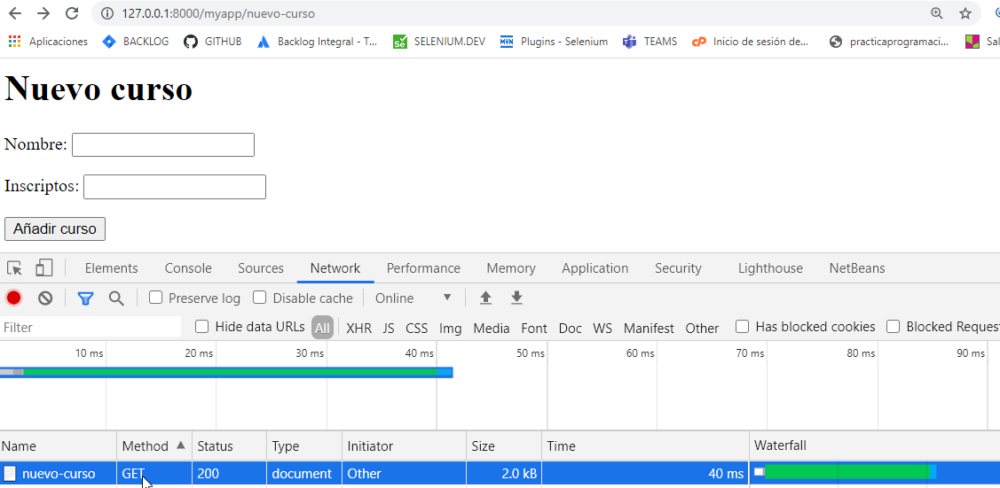 127.0.0.1:8000/myapp/nuevo-curso
Aplicaciones BACKLOG GITHUB Backlog Integral - T... SELENIUM.DEV MVN Plugins - Selenium TEAMS Inicio de sesión de... practicaprogramaci... Sal
Nuevo curso
Nombre:
Inscriptos:
Añadir curso
Elements Console Sources Network Performance Memory Application Security Lighthouse NetBeans
Preserve log Disable cache Online
Filter Hide data URLs All XHR JS CSS Img Media Font Doc WS Manifest Other Has blocked cookies Blocked Request
10 ms 20 ms 30 ms 40 ms 50 ms 60 ms 70 ms 80 ms 90 ms
Name Method Status Type Initiator Size Time Waterfall
nuevo-curso GET 200 document Other 2.0 kB 40 ms